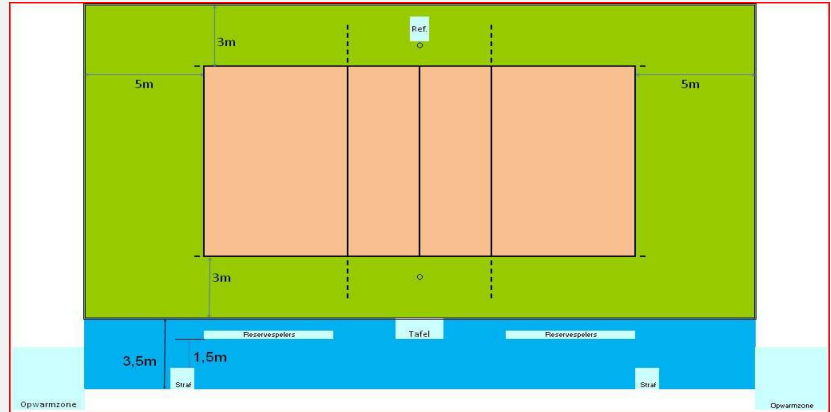 Ref.
3m
5m
5m
3m
Reservespelers
Tafel
Reservespelers
3,5m
1,5m
Straf
Straf
Opwarmzone
Opwarmzone